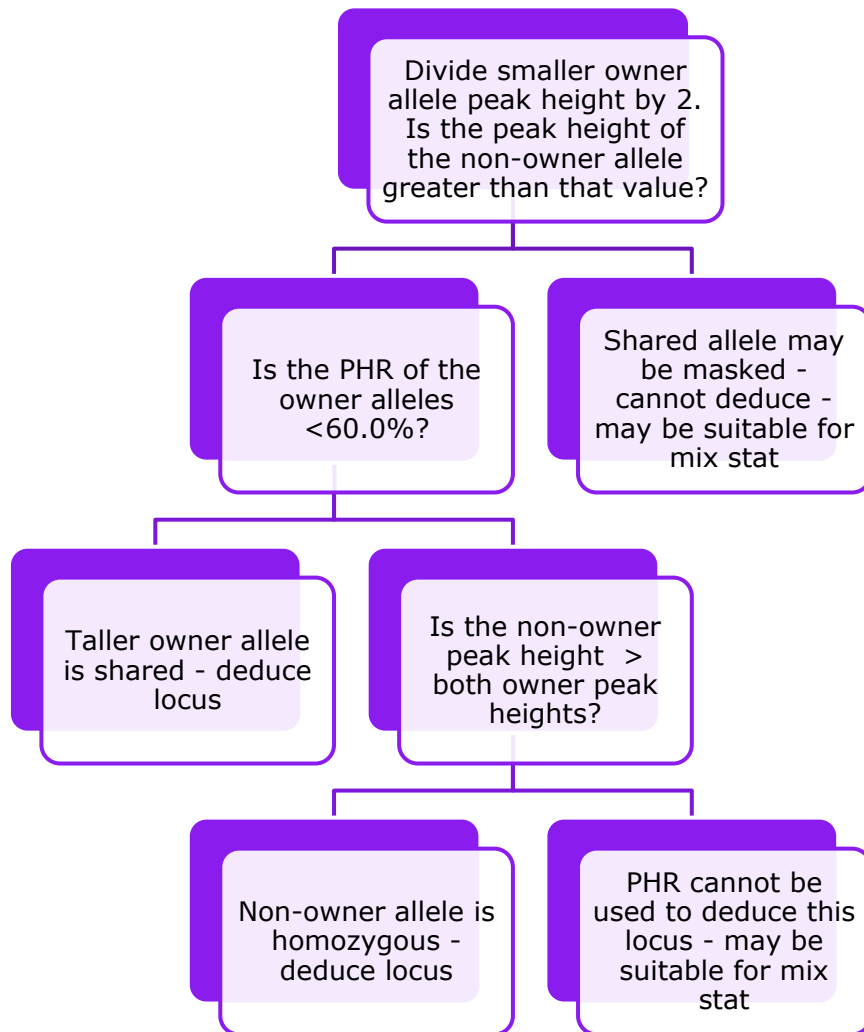 Divide smaller owner
allele peak height by 2.
Is the peak height of
the non-owner allele
greater than that value?
Is the PHR of the
owner alleles
<60.0%?
Shared allele may
be masked -
cannot deduce -
may be suitable for
mix stat
Taller owner allele
is shared - deduce
locus
Is the non-owner
peak height  >
both owner peak
heights?
Non-owner allele is
homozygous -
deduce locus
PHR cannot be
used to deduce this
locus - may be
suitable for mix
stat